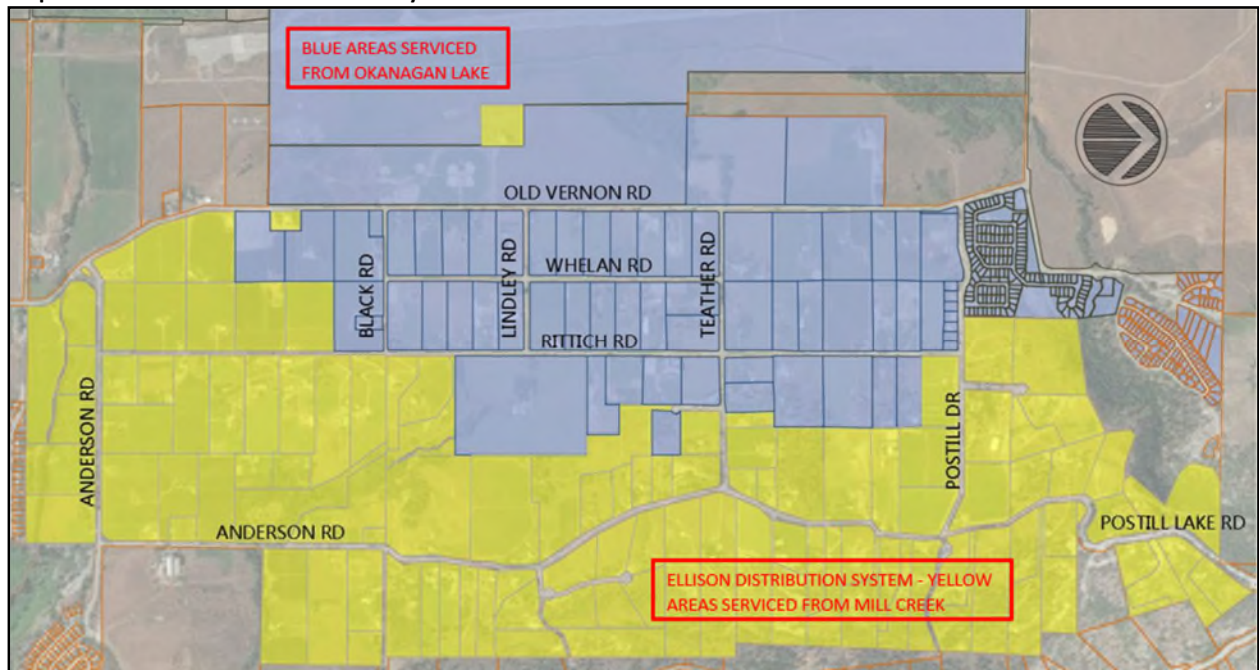 BLUE AREAS SERVICED
FROM OKANAGAN LAKE
OLD VERNON RD
WHELAN RD
BLACK RD
LINDLEY RD
TEATHER RD
RITTICH RD
ANDERSON RD
POSTILL DR
ANDERSON RD
POSTILL LAKE RD
ELLISON DISTRIBUTION SYSTEM - YELLOW
AREAS SERVICED FROM MILL CREEK